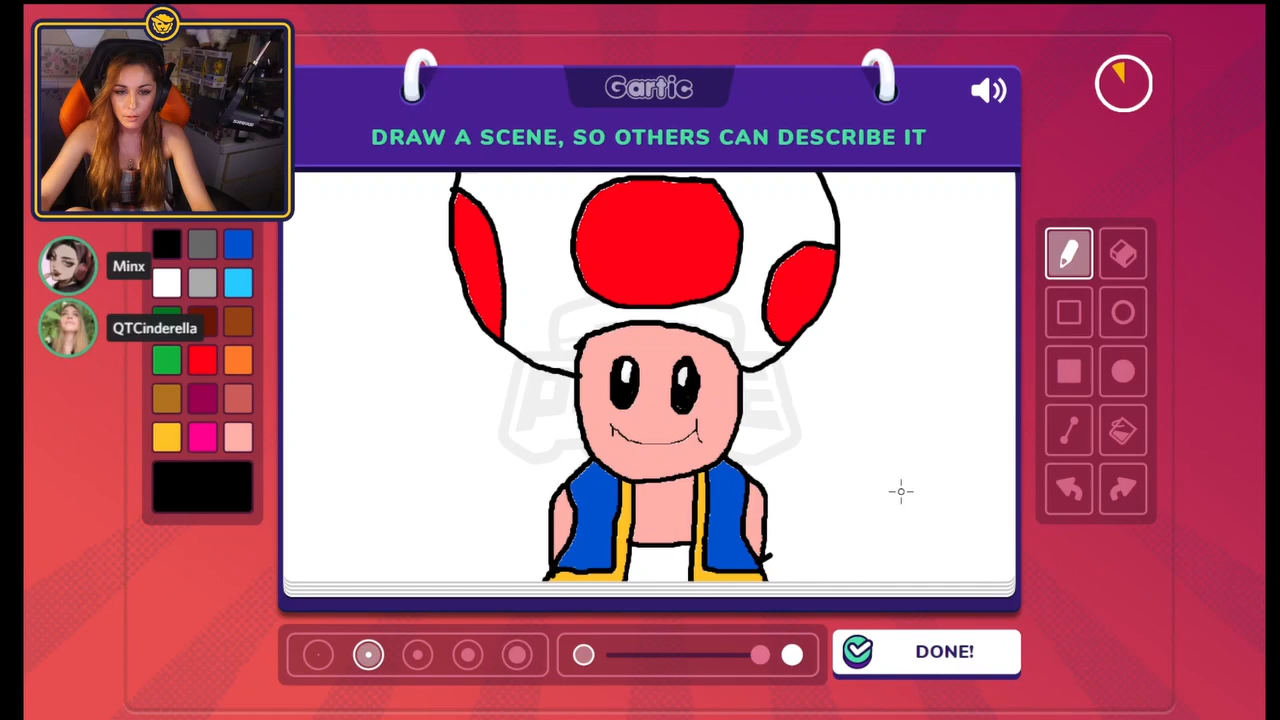 Gartic
DRAW A SCENE, SO OTHERS CAN DESCRIBE IT
Minx
QTCinderella
DONE!